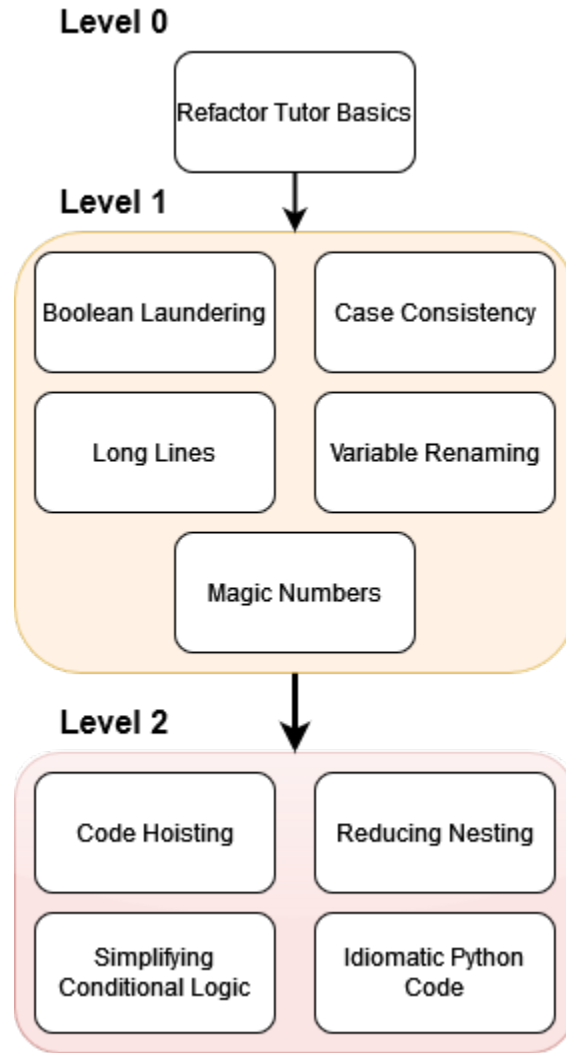 Level 0
Refactor Tutor Basics
Level 1
Boolean Laundering
Case Consistency
Long Lines
Variable Renaming
Magic Numbers
Level 2
Code Hoisting
Reducing Nesting
Simplifying
Conditional Logic
Idiomatic Python
Code